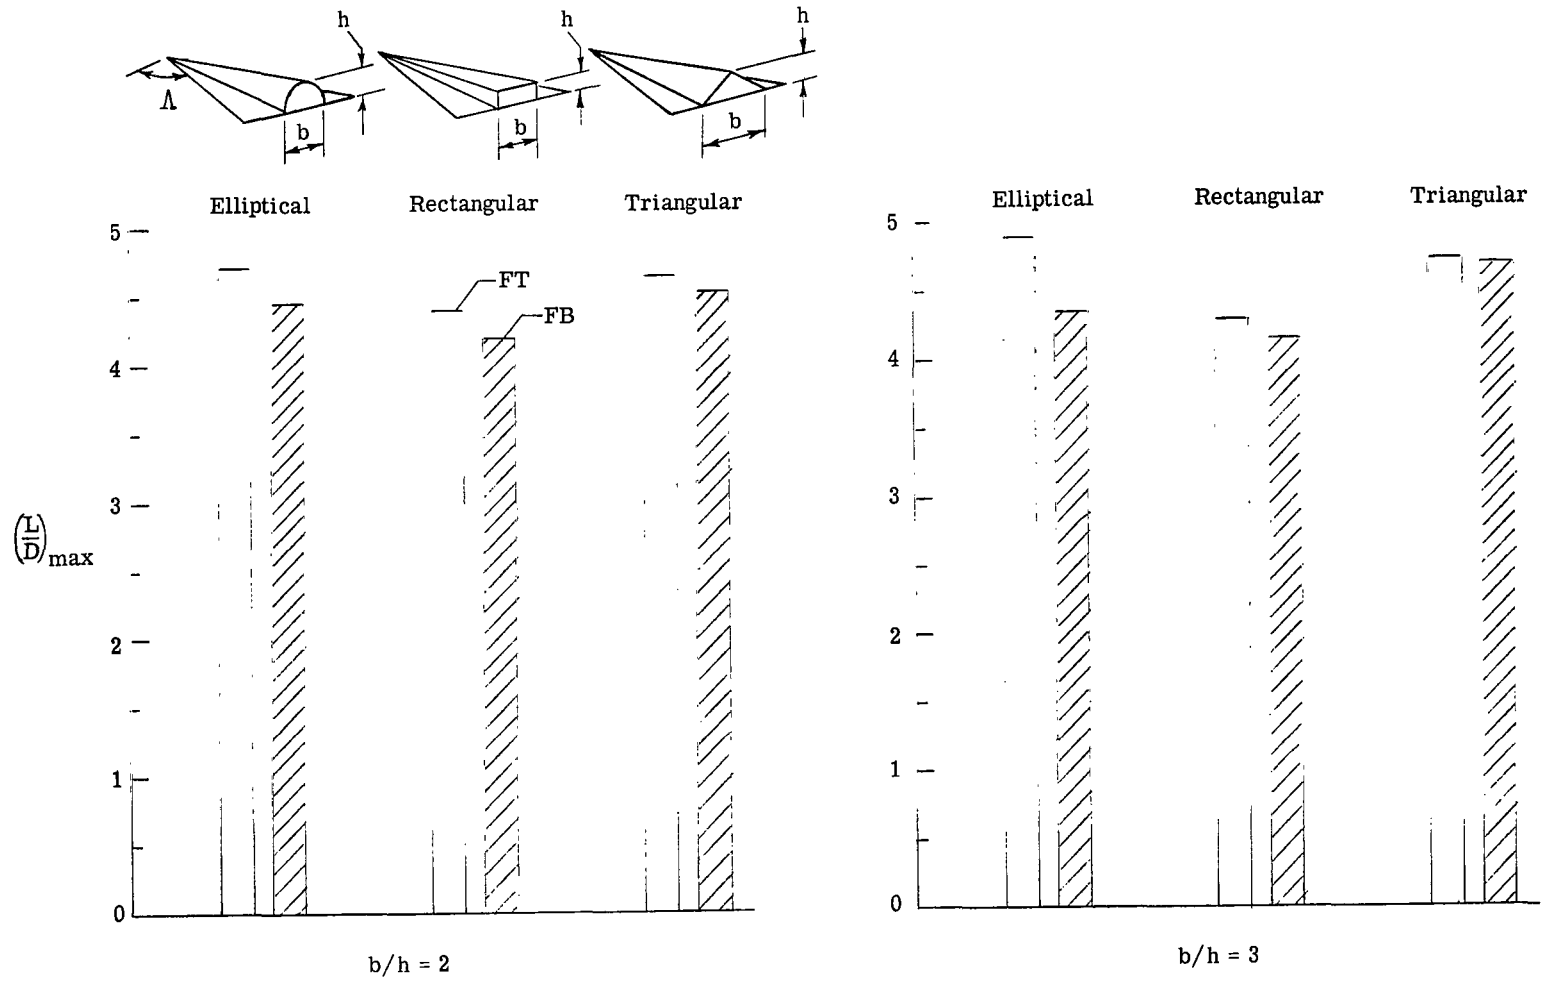 h
h
h
Λ
b
b
b
Elliptical
Rectangular
Triangular
5
FT
FB
4
3
(L/D)max
2
1
0
b/h = 2
Elliptical
Rectangular
Triangular
5
4
3
2
1
0
b/h = 3